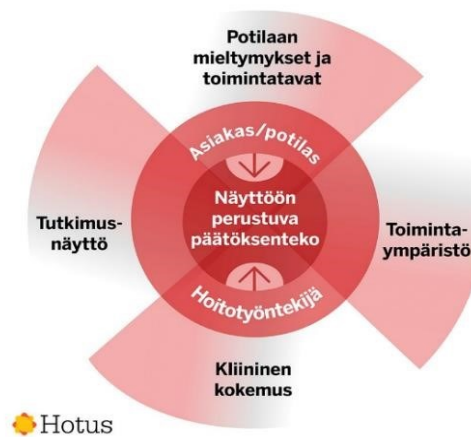 Potilaan
mieltymykset ja
toimintatavat
Asiakas/potilas
Näyttöön
perustuva
päätöksenteko
Tutkimus-
näyttö
Toiminta-
ympäristö
Hoitotyöntekijä
Kliininen
kokemus
Hotus